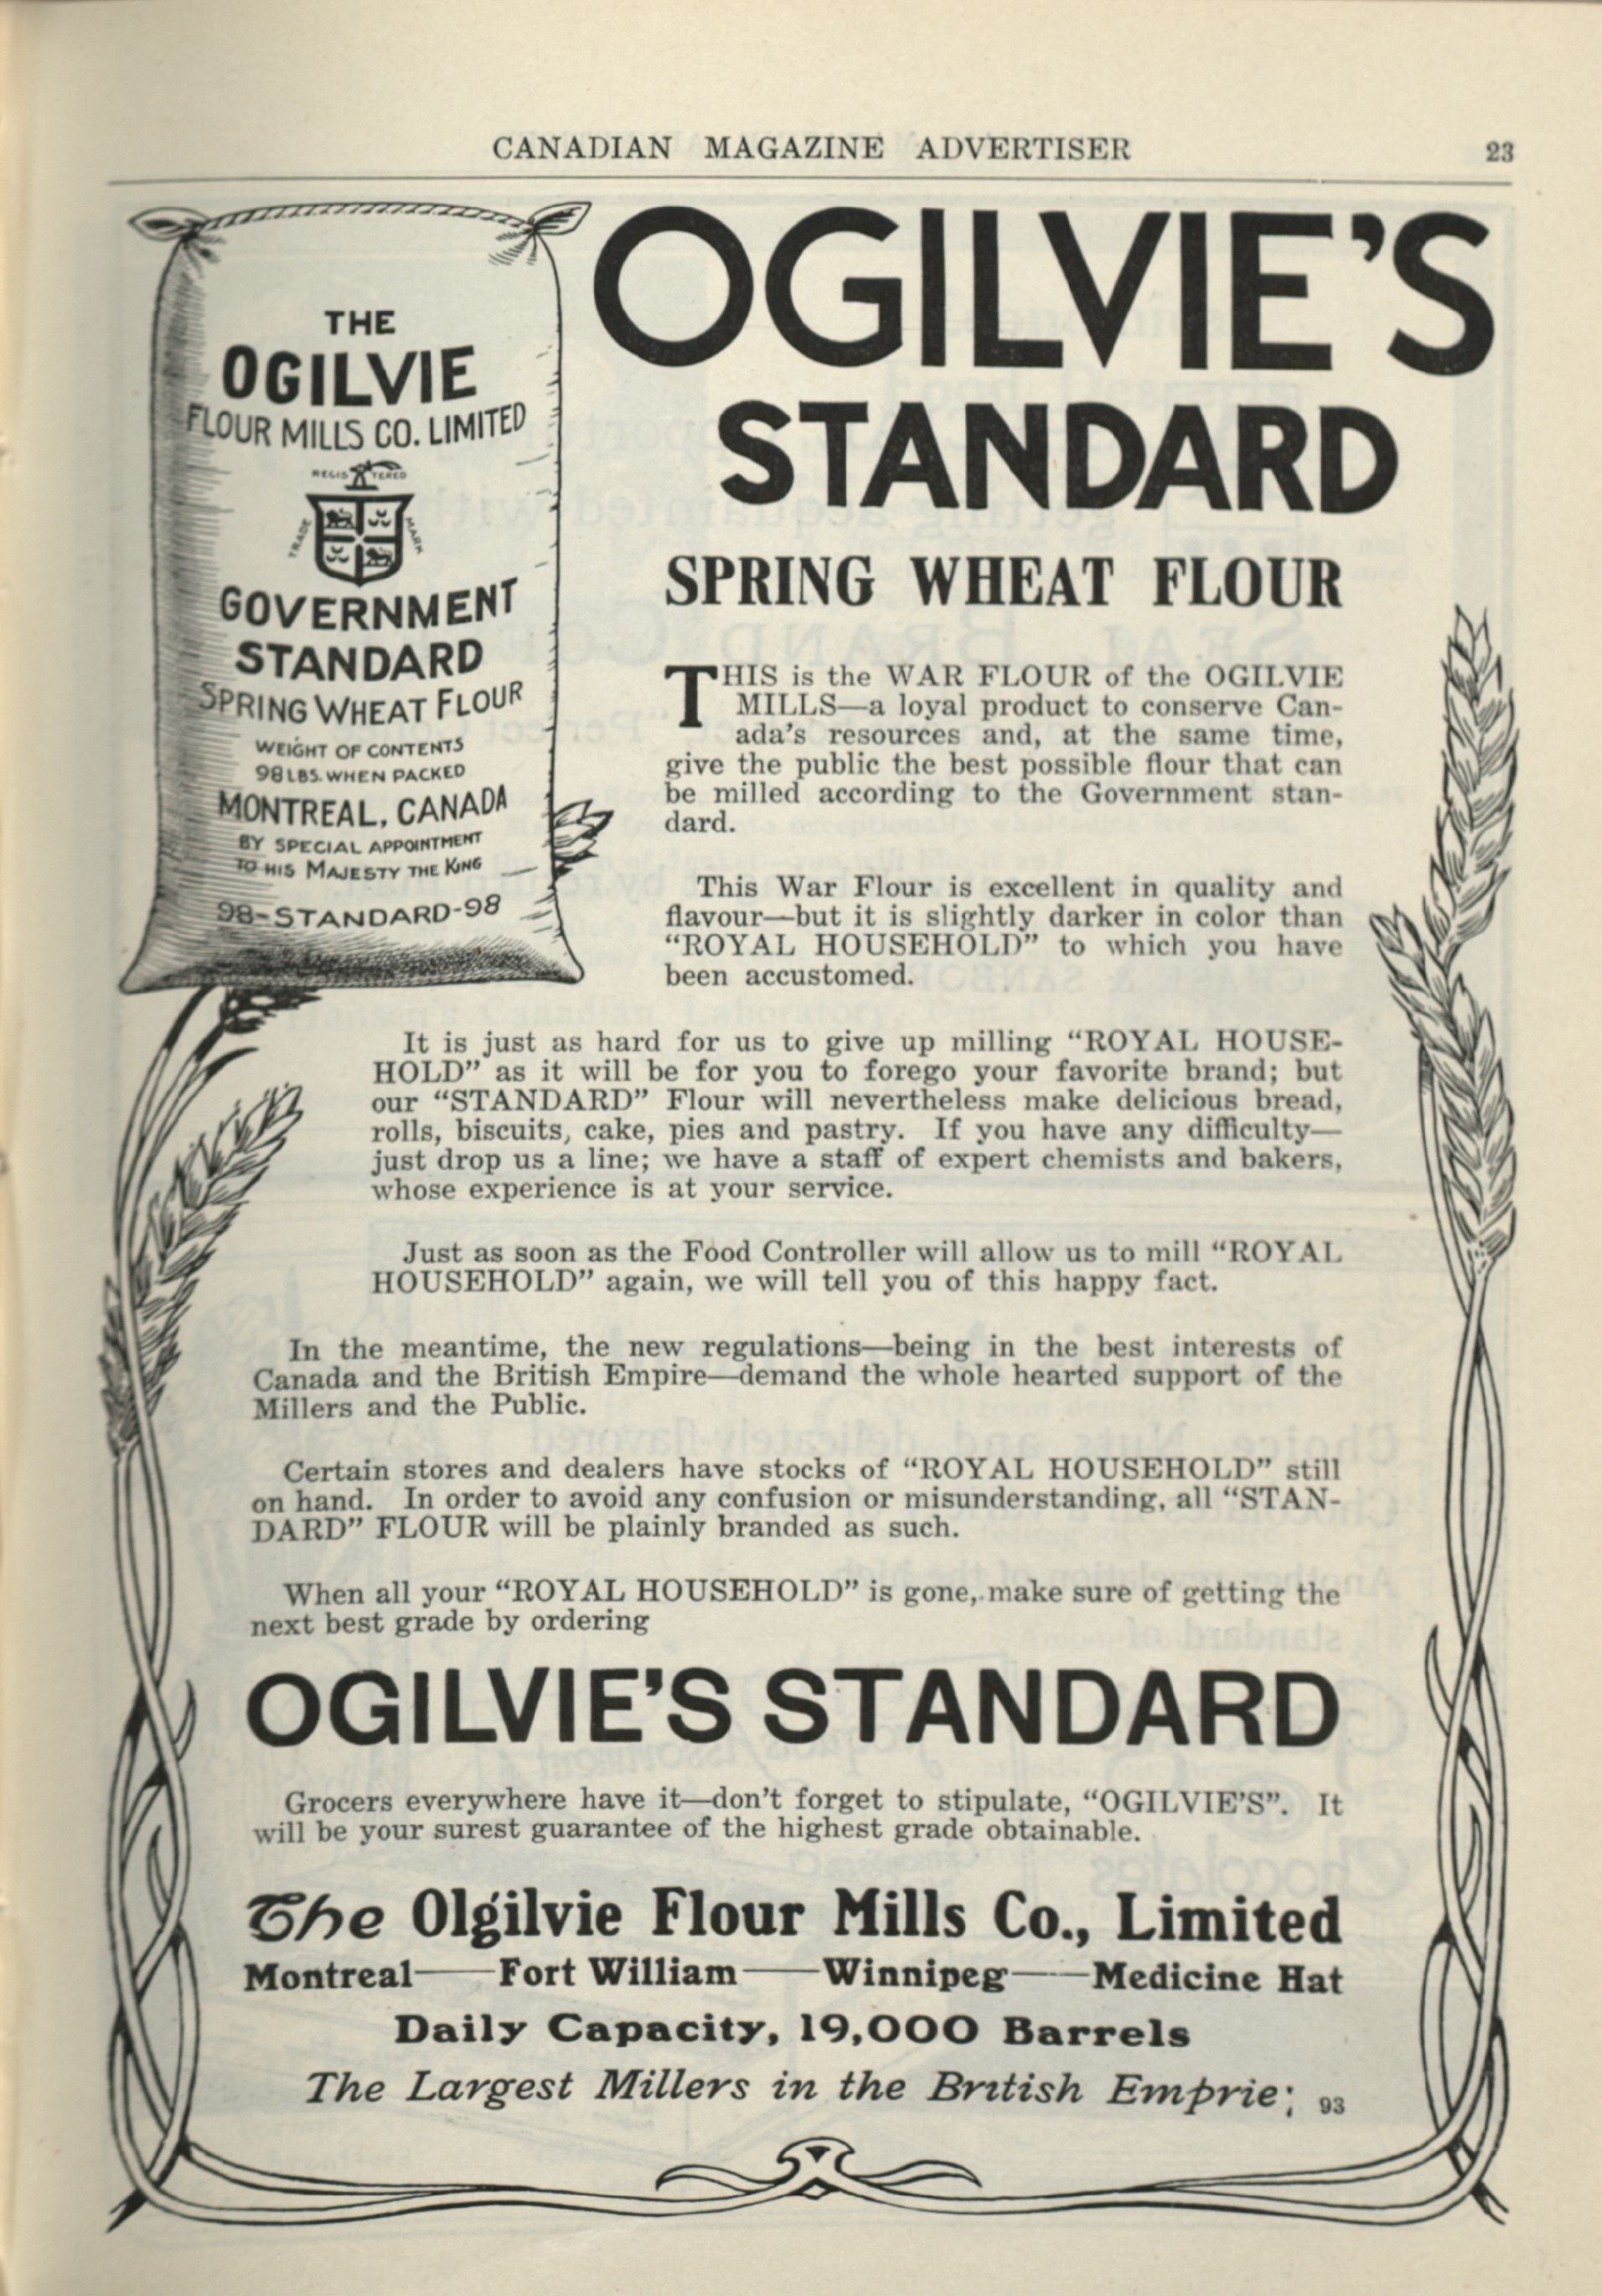 CANADIAN MAGAZINE ADVERTISER 23
THE
OGILVIE
FLOUR MILLS CO. LIMITED
REGISTERED
TRADE MARK
GOVERNMENT
STANDARD
SPRING WHEAT FLOUR
WEIGHT OF CONTENTS
98 LBS. WHEN PACKED
MONTREAL, CANADA
BY SPECIAL APPOINTMENT
TO HIS MAJESTY THE KING
98-STANDARD-98
OGILVIE'S
STANDARD
SPRING WHEAT FLOUR
THIS is the WAR FLOUR of the OGILVIE
MILLS—a loyal product to conserve Can-
ada's resources and, at the same time,
give the public the best possible flour that can
be milled according to the Government stan-
dard.
This War Flour is excellent in quality and
flavour—but it is slightly darker in color than
“ROYAL HOUSEHOLD” to which you have
been accustomed.
It is just as hard for us to give up milling “ROYAL HOUSE-
HOLD” as it will be for you to forego your favorite brand; but
our “STANDARD” Flour will nevertheless make delicious bread,
rolls, biscuits, cake, pies and pastry. If you have any difficulty—
just drop us a line; we have a staff of expert chemists and bakers,
whose experience is at your service.
Just as soon as the Food Controller will allow us to mill “ROYAL
HOUSEHOLD” again, we will tell you of this happy fact.
In the meantime, the new regulations—being in the best interests of
Canada and the British Empire—demand the whole hearted support of the
Millers and the Public.
Certain stores and dealers have stocks of “ROYAL HOUSEHOLD” still
on hand. In order to avoid any confusion or misunderstanding, all “STAN-
DARD” FLOUR will be plainly branded as such.
When all your “ROYAL HOUSEHOLD” is gone, make sure of getting the
next best grade by ordering
OGILVIE'S STANDARD
Grocers everywhere have it—don't forget to stipulate, “OGILVIE'S”. It
will be your surest guarantee of the highest grade obtainable.
The Olgilvie Flour Mills Co., Limited
Montreal—Fort William—Winnipeg—Medicine Hat
Daily Capacity, 19,000 Barrels
The Largest Millers in the British Emprie; 93